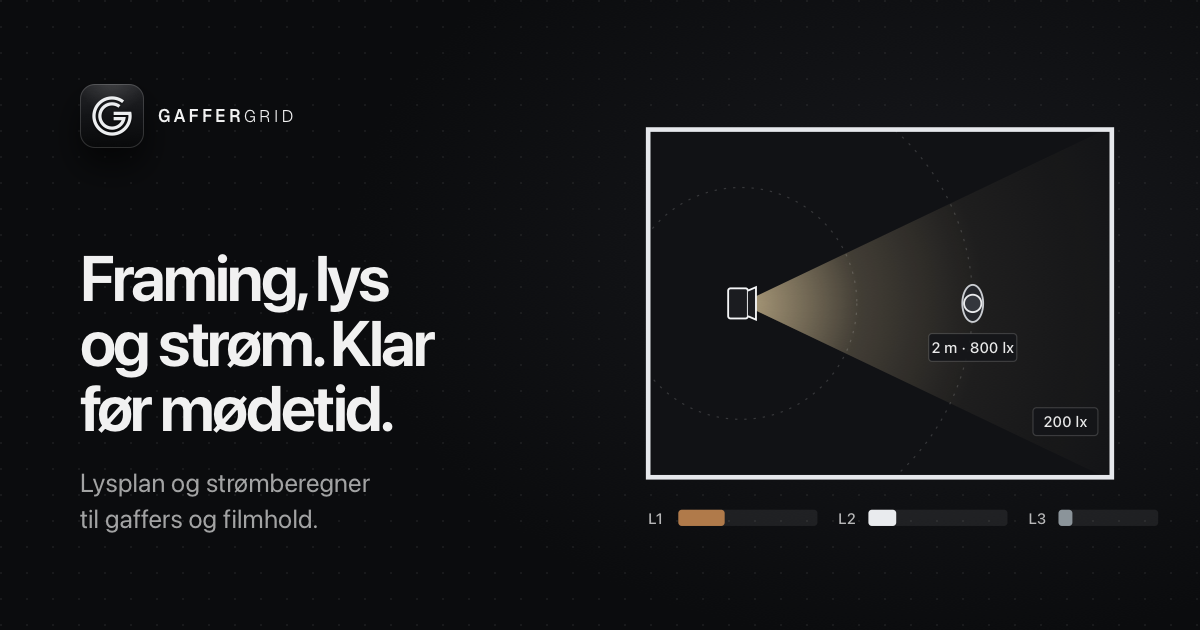 GAFFERGRID
Framing, lys
og strøm. Klar
før mødetid.
Lysplan og strømberegner
til gaffers og filmhold.
2 m · 800 lx
200 lx
L1
L2
L3